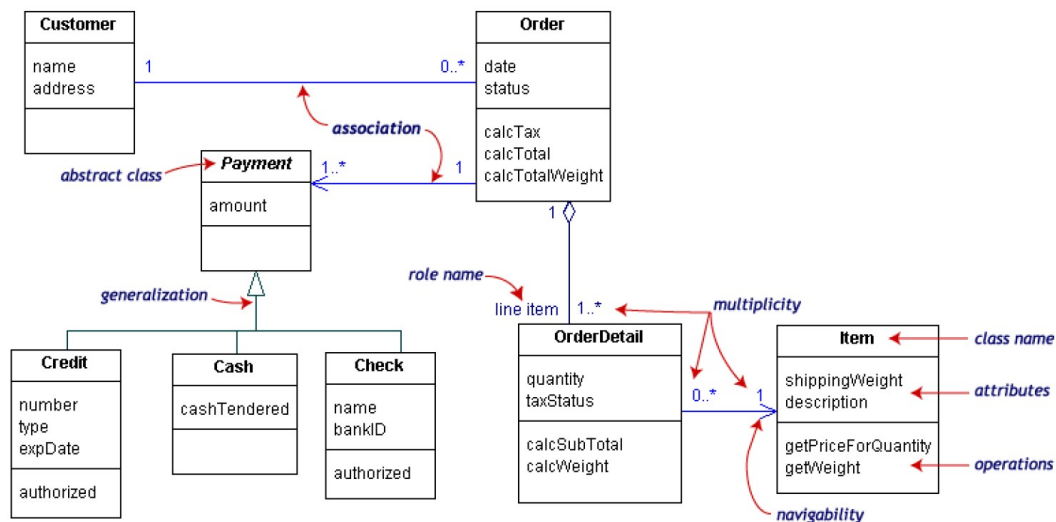 Customer
name
address
1
0..*
Order
date
status
calcTax
calcTotal
calcTotalWeight
association
abstract class
Payment
amount
1..*
1
1
generalization
role name
line item
1..*
multiplicity
Credit
number
type
expDate
authorized
Cash
cashTendered
Check
name
bankID
authorized
OrderDetail
quantity
taxStatus
calcSubTotal
calcWeight
0..*
1
Item
shippingWeight
description
getPriceForQuantity
getWeight
class name
attributes
operations
navigability